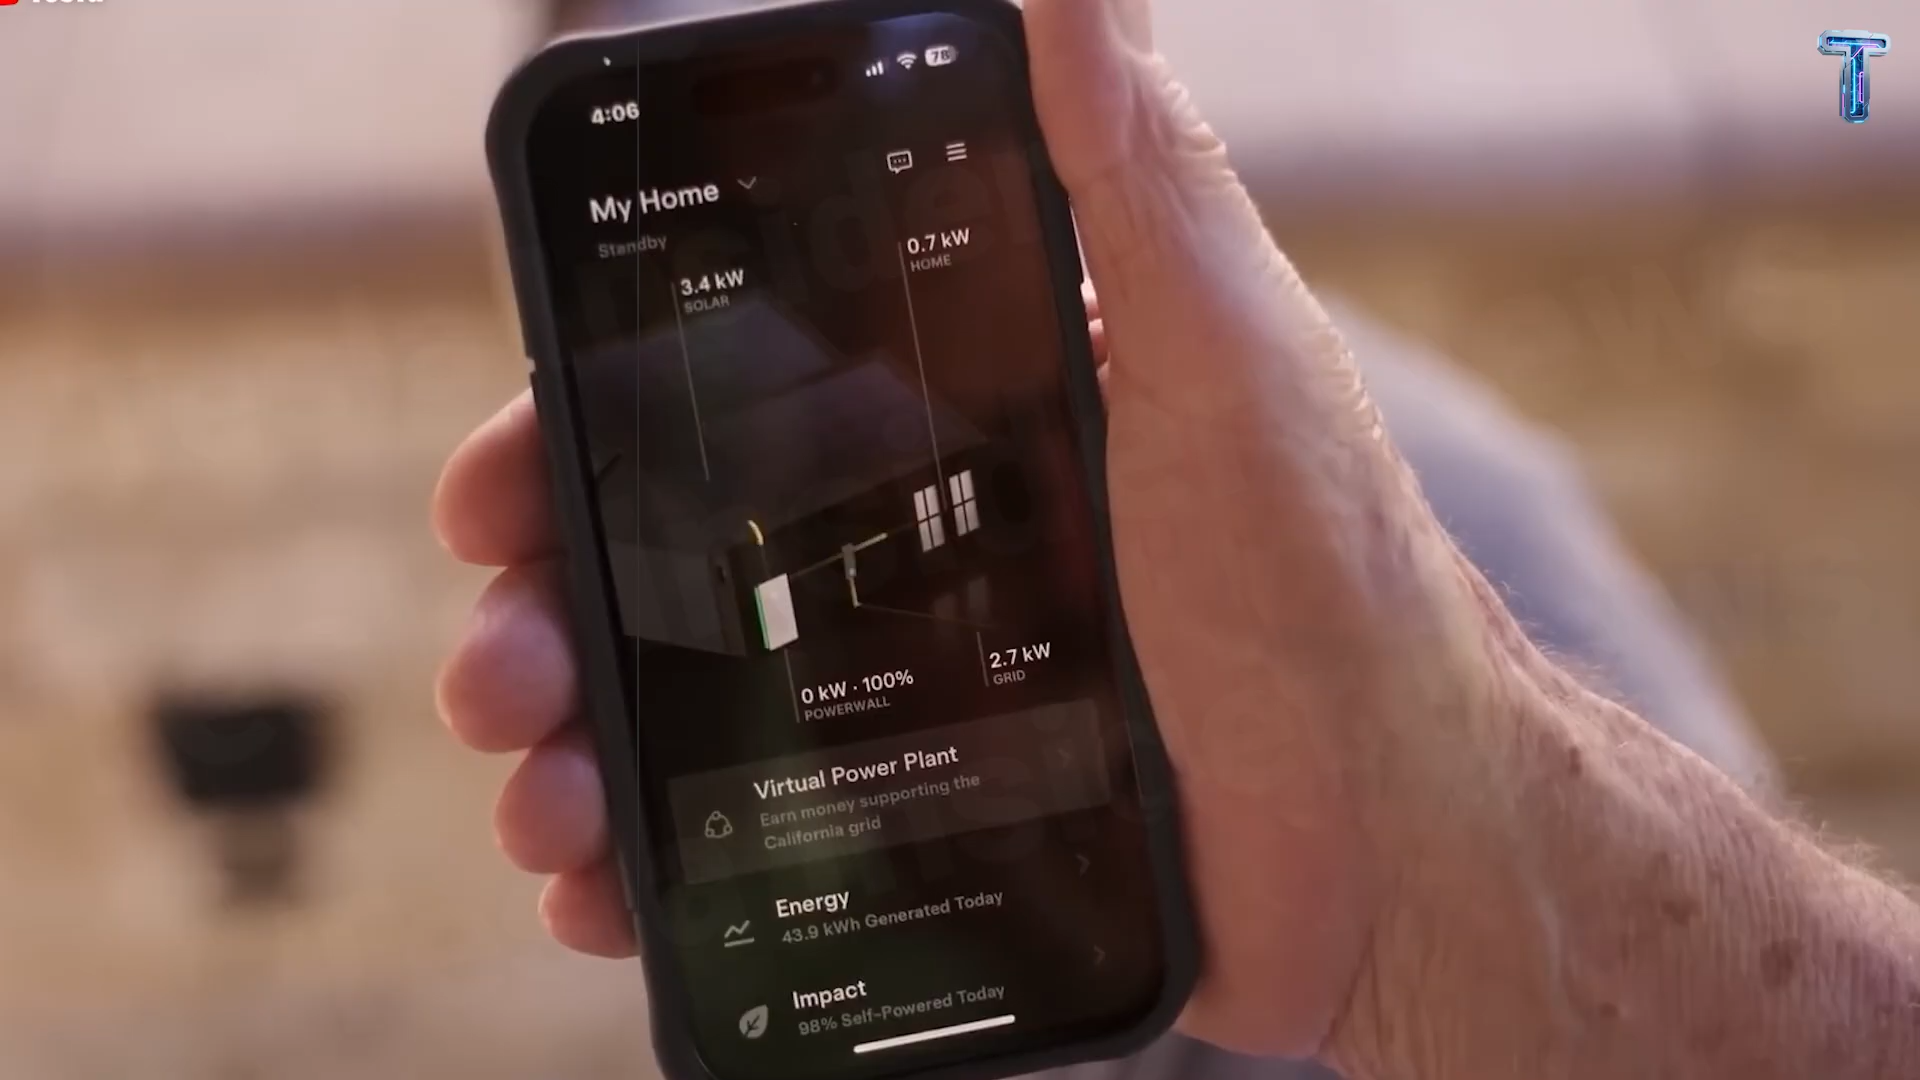 4:06
78
My Home
Standby
0.7 kW
HOME
3.4 kW
SOLAR
2.7 kW
GRID
0 kW · 100%
POWERWALL
Virtual Power Plant
Earn money supporting the
California grid
Energy
43.9 kWh Generated Today
Impact
98% Self-Powered Today
T